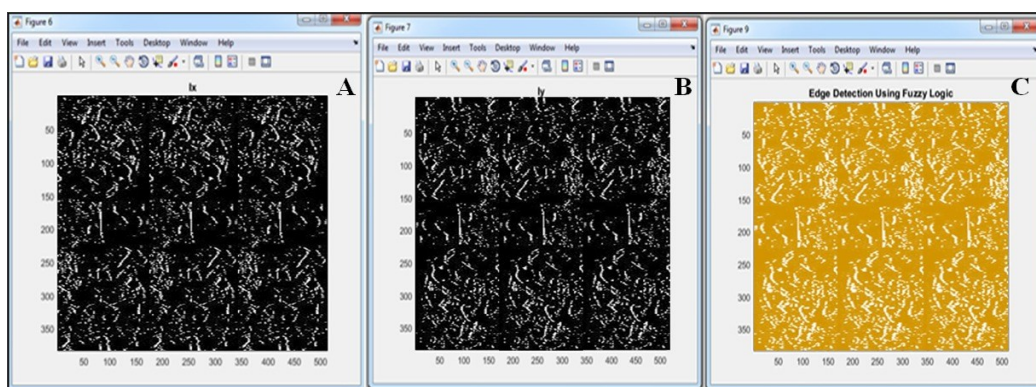 Figure 6
File Edit View Insert Tools Desktop Window Help
A
Ix
50
100
150
200
250
300
350
50 100 150 200 250 300 350 400 450 500
Figure 7
File Edit View Insert Tools Desktop Window Help
B
Iy
50
100
150
200
250
300
350
50 100 150 200 250 300 350 400 450 500
Figure 9
File Edit View Insert Tools Desktop Window Help
C
Edge Detection Using Fuzzy Logic
50
100
150
200
250
300
350
50 100 150 200 250 300 350 400 450 500